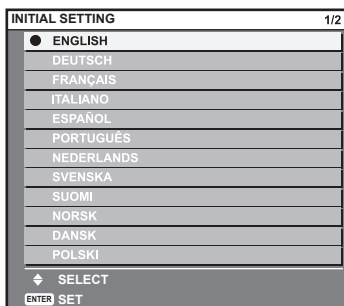 INITIAL SETTING 1/2
ENGLISH
DEUTSCH
FRANÇAIS
ITALIANO
ESPAÑOL
PORTUGUÊS
NEDERLANDS
SVENSKA
SUOMI
NORSK
DANSK
POLSKI
SELECT
ENTER SET